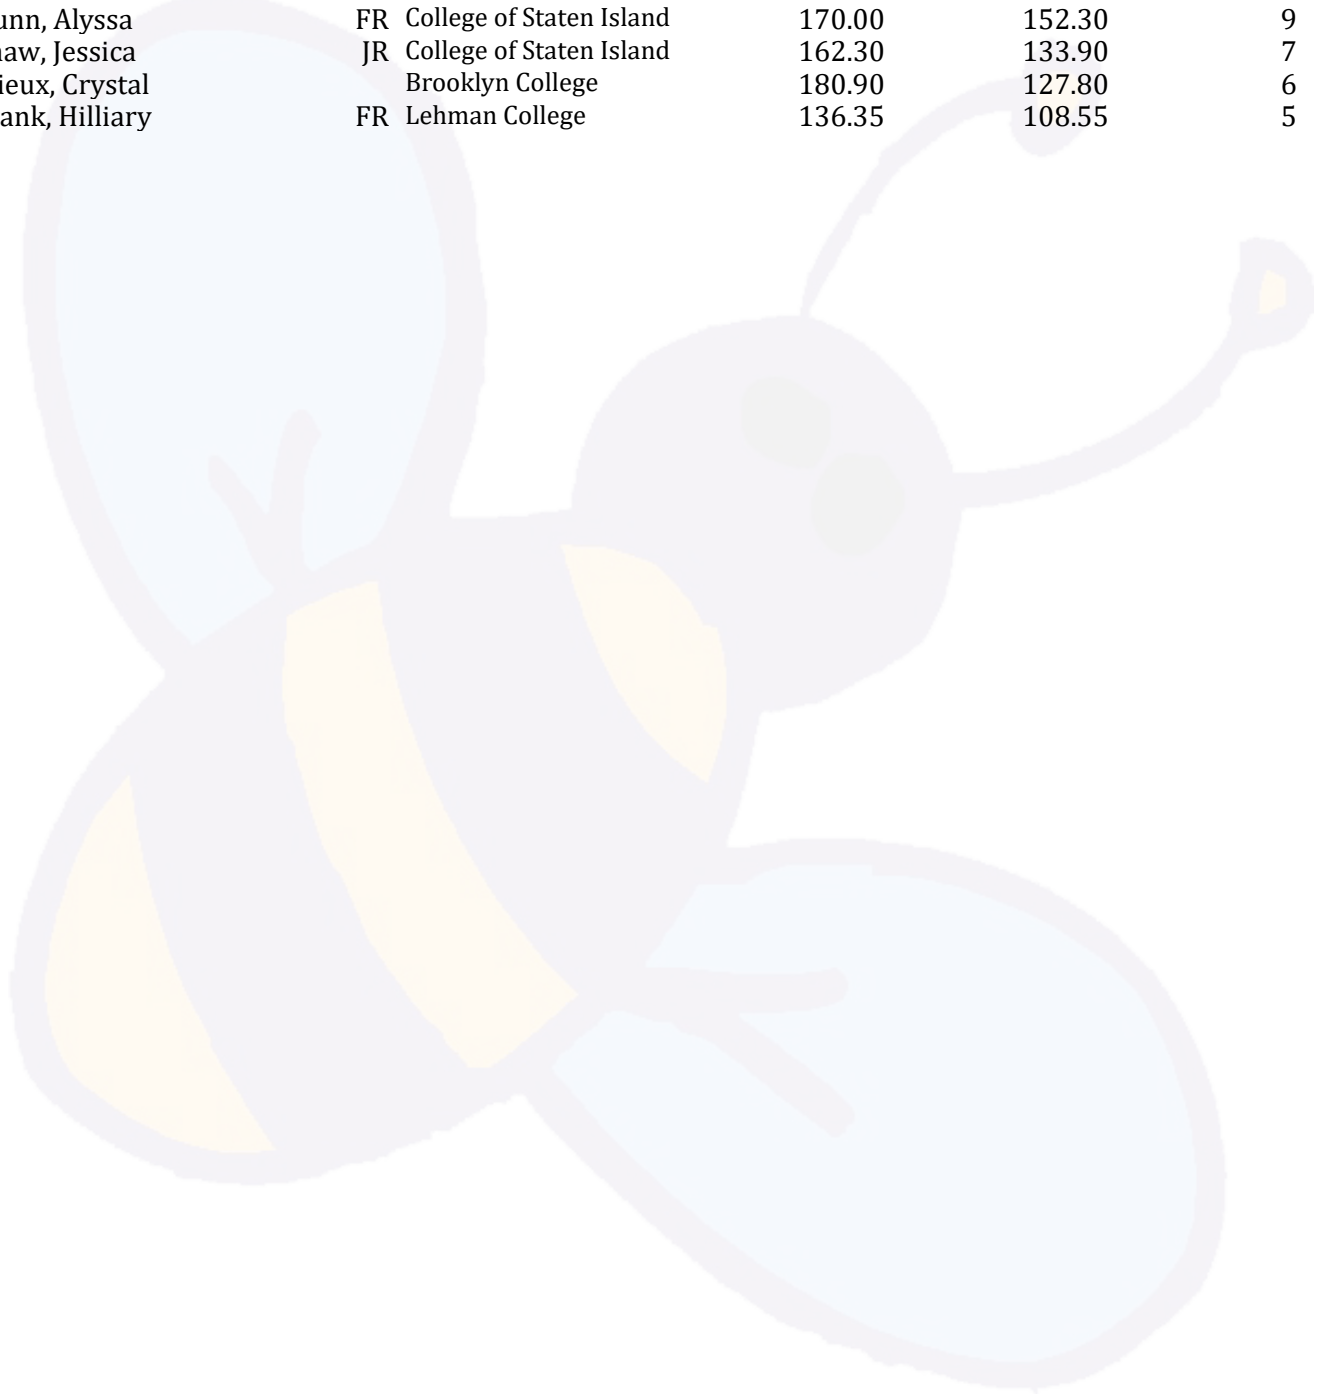 unn, Alyssa FR College of Staten Island 170.00 152.30 9
naw, Jessica JR College of Staten Island 162.30 133.90 7
ieux, Crystal Brooklyn College 180.90 127.80 6
ank, Hilliary FR Lehman College 136.35 108.55 5